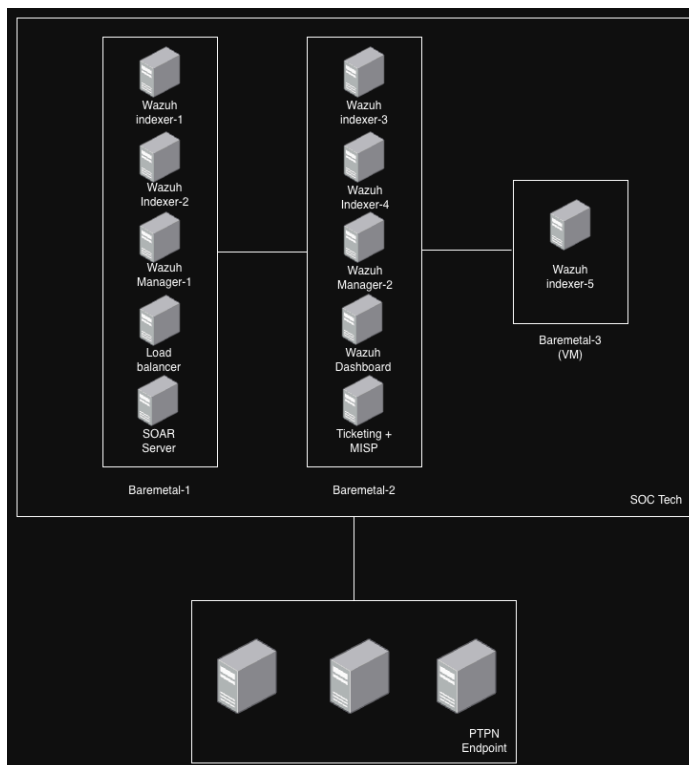 Wazuh
indexer-1
Wazuh
Indexer-2
Wazuh
Manager-1
Load
balancer
SOAR
Server
Baremetal-1
Wazuh
indexer-3
Wazuh
Indexer-4
Wazuh
Manager-2
Wazuh
Dashboard
Ticketing +
MISP
Baremetal-2
Wazuh
indexer-5
Baremetal-3
(VM)
SOC Tech
PTPN
Endpoint